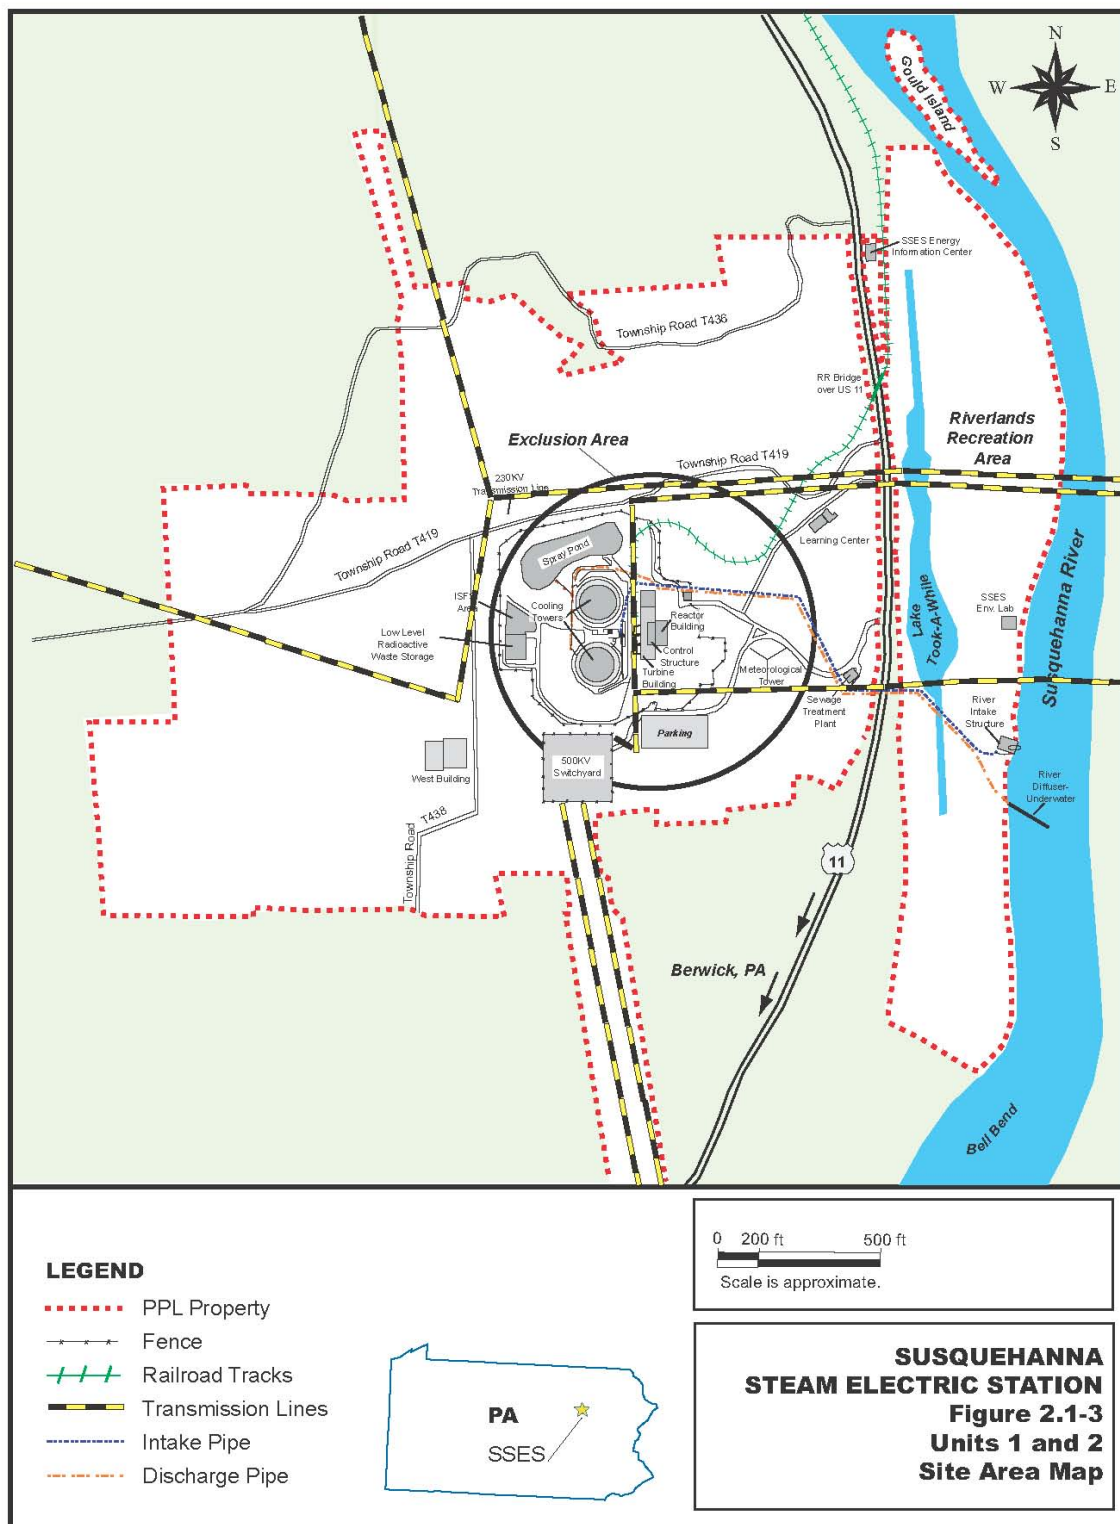 N
W
E
S
Gould Island
SSES Energy
Information Center
Township Road T436
RR Bridge
over US 11
Riverlands
Recreation
Area
Exclusion Area
Township Road T419
230KV
Transmission Line
Learning Center
Spray Pond
Township Road T419
Susquehanna River
SSES
Env. Lab
Lake
Took-A-While
Cooling
Towers
Area
Reactor
Building
Low Level
Radioactive
Waste Storage
Control
Structure
Turbine
Building
Meteorological
Tower
Sewage
Treatment
Plant
River
Intake
Structure
Parking
500KV
Switchyard
West Building
River
Diffuser-
Underwater
Township Road
T438
11
Berwick, PA
Bell Bend
LEGEND
PPL Property
Fence
Railroad Tracks
Transmission Lines
Intake Pipe
Discharge Pipe
PA
SSES
0 200 ft 500 ft
Scale is approximate.
SUSQUEHANNA
STEAM ELECTRIC STATION
Figure 2.1-3
Units 1 and 2
Site Area Map